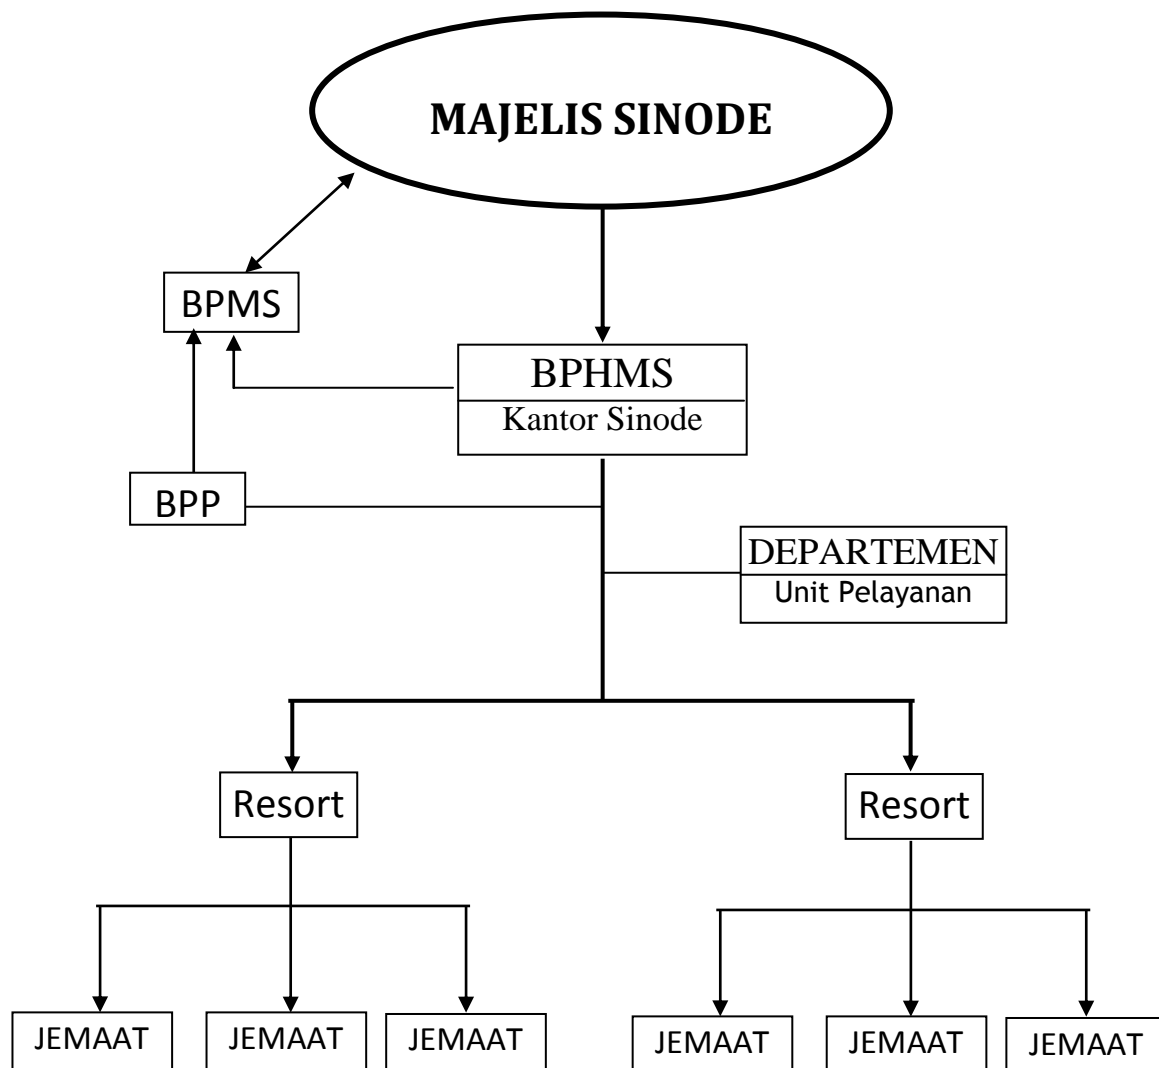 MAJELIS SINODE
BPMS
BPHMS
Kantor Sinode
BPP
DEPARTEMEN
Unit Pelayanan
Resort
Resort
JEMAAT
JEMAAT
JEMAAT
JEMAAT
JEMAAT
JEMAAT